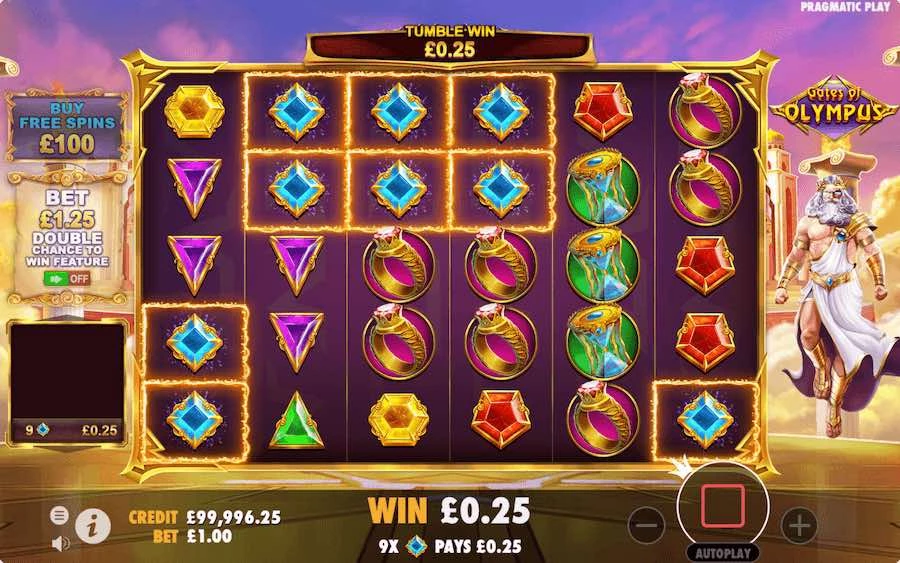 PRAGMATIC PLAY
TUMBLE WIN
£0.25
BUY
FREE SPINS
£100
Gates of
OLYMPUS
BET
£1.25
DOUBLE
CHANCE TO
WIN FEATURE
OFF
9 £0.25
CREDIT £99,996.25
BET £1.00
WIN £0.25
9X PAYS £0.25
AUTOPLAY